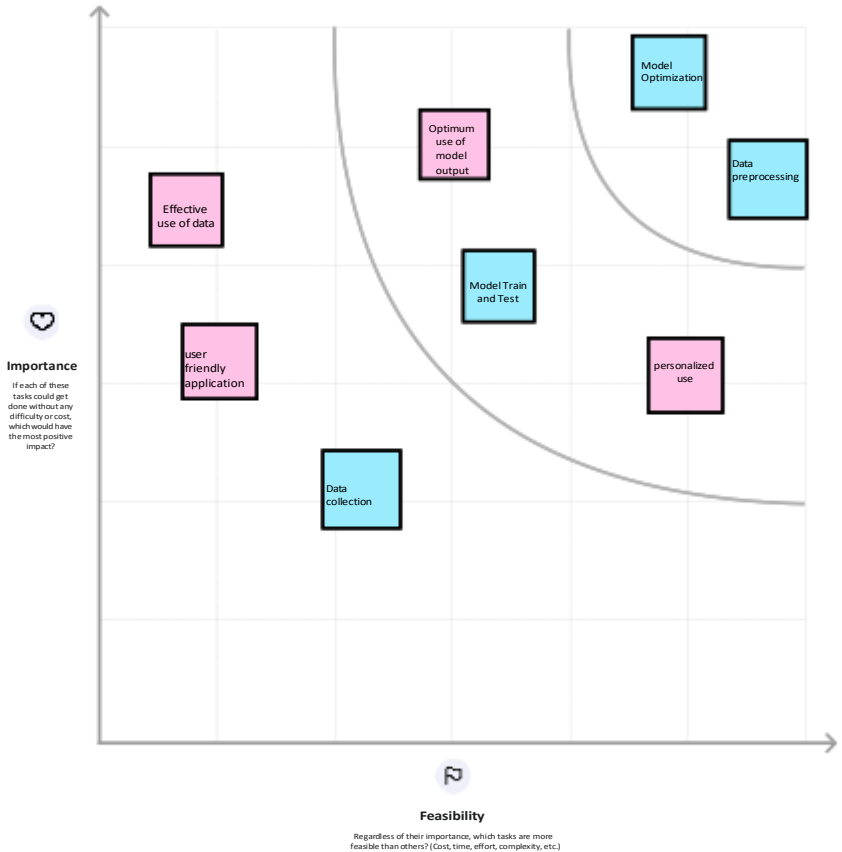 Model
Optimization
Optimum
use of
model
output
Data
preprocessing
Effective
use of data
Model Train
and Test
user
friendly
application
personalized
use
Data
collection
Importance
If each of these
tasks could get
done without any
difficulty or cost,
which would have
the most positive
impact?
Feasibility
Regardless of their importance, which tasks are more
feasible than others? (Cost, time, effort, complexity, etc.)